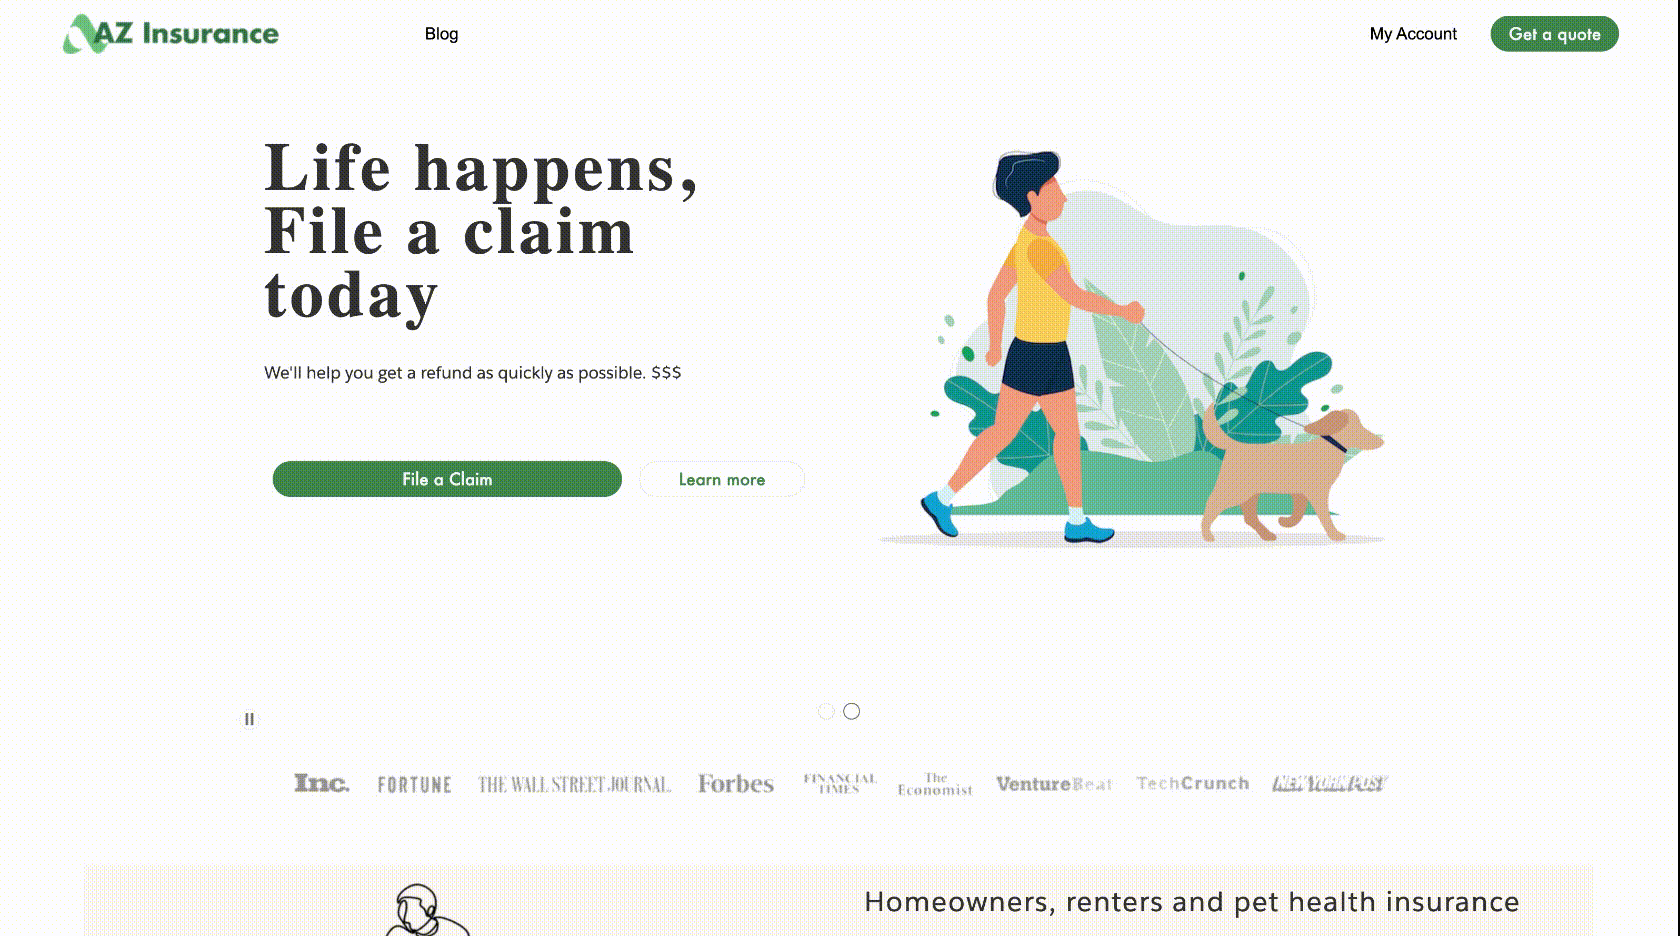 AZ Insurance
Blog
My Account
Get a quote
Life happens,
File a claim
today
We'll help you get a refund as quickly as possible. $$$
File a Claim
Learn more
Inc.
FORTUNE
THE WALL STREET JOURNAL.
Forbes
FINANCIAL
TIMES
The
Economist
VentureBeat
TechCrunch
NEW YORK POST
Homeowners, renters and pet health insurance